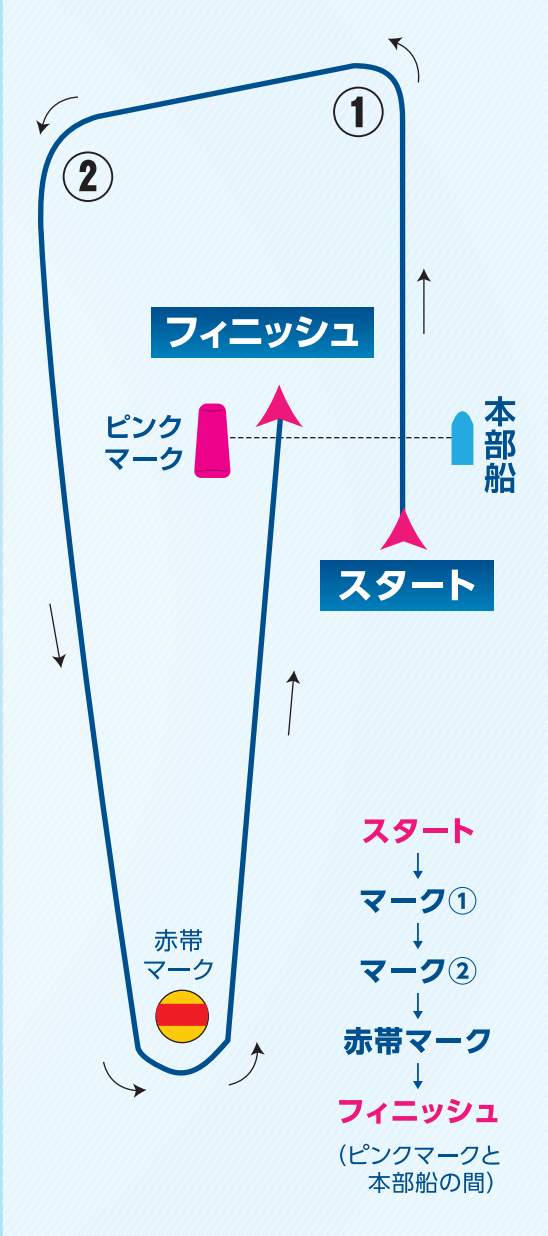 ①
②
フィニッシュ
ピンク
マーク
本部船
スタート
赤帯
マーク
スタート
↓
マーク①
↓
マーク②
↓
赤帯マーク
↓
フィニッシュ
（ピンクマークと
本部船の間）